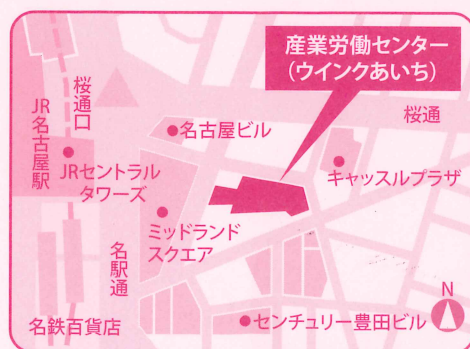 産業労働センター
(ウインクあいち)
桜通口
JR名古屋駅
桜通
名古屋ビル
JRセントラル
タワーズ
キャッスルプラザ
ミッドランド
スクエア
名駅通
N
名鉄百貨店
センチュリー豊田ビル